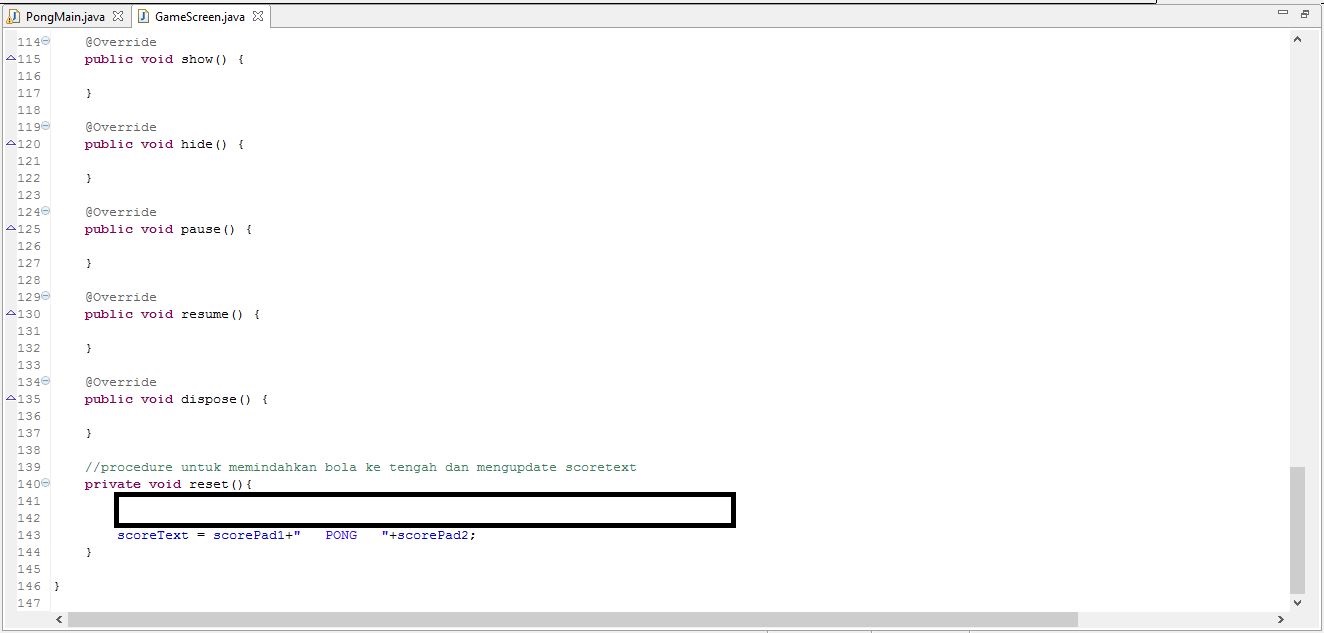 PongMain.java GameScreen.java
114 @Override
115 public void show() {
116
117 }
118
119 @Override
120 public void hide() {
121
122 }
123
124 @Override
125 public void pause() {
126
127 }
128
129 @Override
130 public void resume() {
131
132 }
133
134 @Override
135 public void dispose() {
136
137 }
138
139 //procedure untuk memindahkan bola ke tengah dan mengupdate scoretext
140 private void reset(){
141
142
143 scoreText = scorePad1+"   PONG   "+scorePad2;
144 }
145
146 }
147